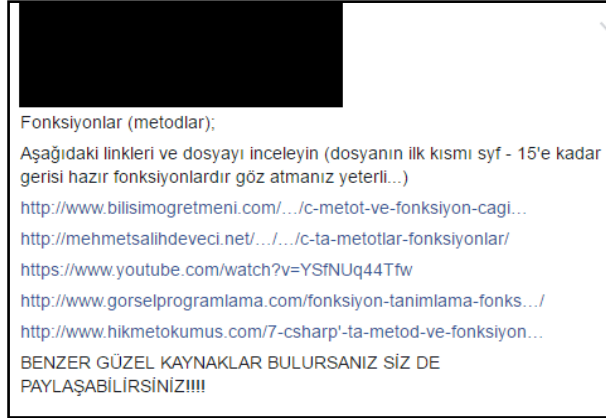 Fonksiyonlar (metodlar);
Aşağıdaki linkleri ve dosyayı inceleyin (dosyanın ilk kısmı syf - 15'e kadar
gerisi hazır fonksiyonlardır göz atmanız yeterli...)
http://www.bilisimogretmeni.com/.../c-metot-ve-fonksiyon-cagi...
http://mehmetsalihdeveci.net/.../.../c-ta-metotlar-fonksiyonlar/
https://www.youtube.com/watch?v=YSfNUq44Tfw
http://www.gorselprogramlama.com/fonksiyon-tanimlama-fonks.../
http://www.hikmetokumus.com/7-csharp'-ta-metod-ve-fonksiyon...
BENZER GÜZEL KAYNAKLAR BULURSANIZ SİZ DE
PAYLAŞABİLİRSİNİZ!!!!